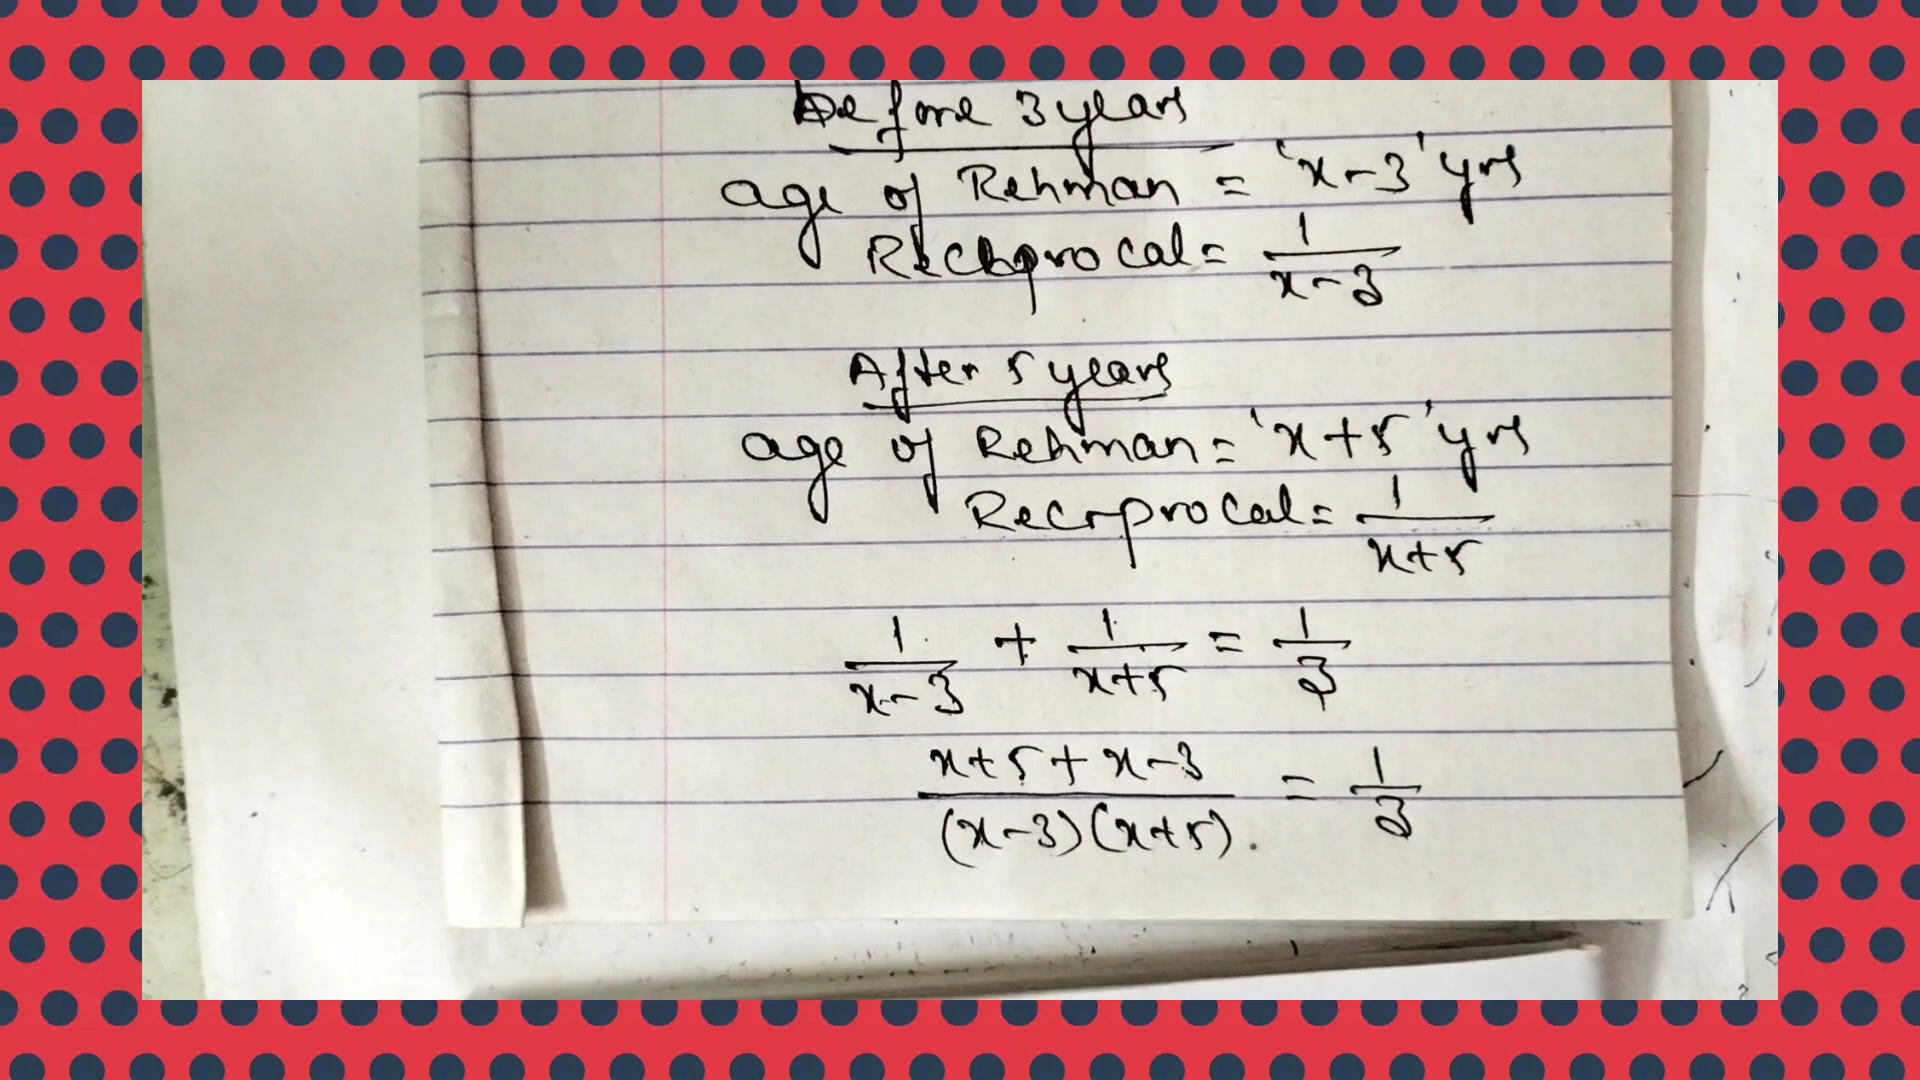 Before 3 years
age of Rehman = 'x-3' yrs
Reciprocal = 1/(x-3)
After 5 years
age of Rehman = 'x+5' yrs
Reciprocal = 1/(x+5)
1/(x-3) + 1/(x+5) = 1/3
(x+5+x-3)/((x-3)(x+5)) = 1/3